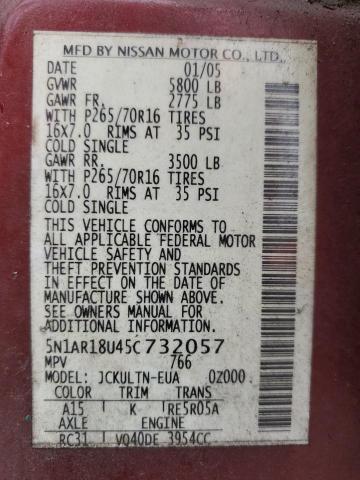 MFD BY NISSAN MOTOR CO., LTD.
DATE 01/05
GVWR 5800 LB
GAWR FR. 2775 LB
WITH P265/70R16 TIRES
16x7.0 RIMS AT 35 PSI
COLD SINGLE
GAWR RR. 3500 LB
WITH P265/70R16 TIRES
16x7.0 RIMS AT 35 PSI
COLD SINGLE
THIS VEHICLE CONFORMS TO
ALL APPLICABLE FEDERAL MOTOR
VEHICLE SAFETY AND
THEFT PREVENTION STANDARDS
IN EFFECT ON THE DATE OF
MANUFACTURE SHOWN ABOVE.
SEE OWNERS MANUAL FOR
ADDITIONAL INFORMATION.
5N1AR18U45C732057
MPV 766
MODEL: JCKULTN-EUA 0Z000
COLOR TRIM TRANS
A15 K RE5R05A
AXLE ENGINE
RC31 VQ40DE 3954CC